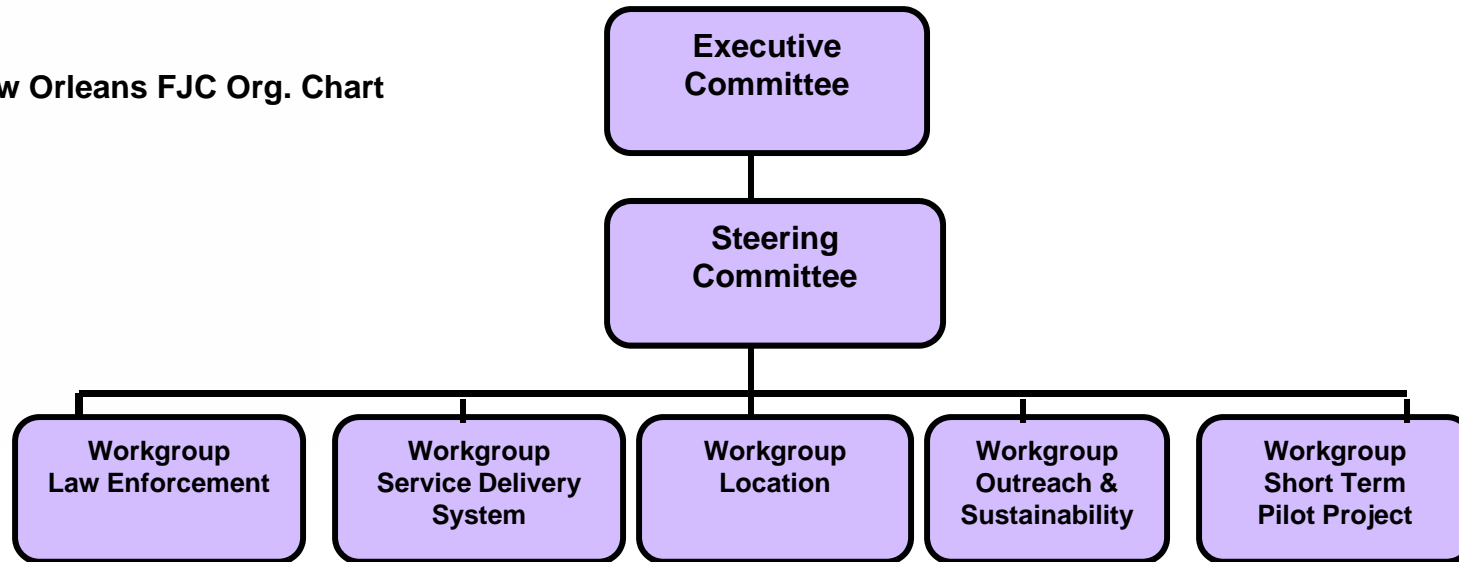 Executive
Committee
w Orleans FJC Org. Chart
Steering
Committee
Workgroup
Law Enforcement
Workgroup
Service Delivery
System
Workgroup
Location
Workgroup
Outreach &
Sustainability
Workgroup
Short Term
Pilot Project